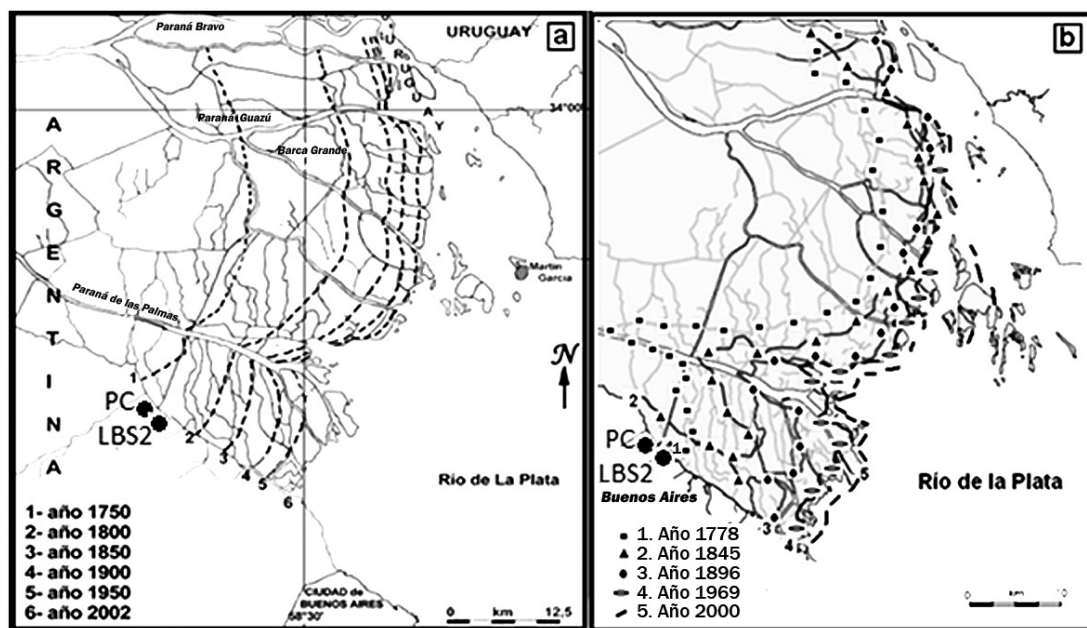 Paraná Bravo
URUGUAY
a
34°00'
Paraná Guazú
URUGUAY
Barca Grande
ARGENTINA
Martin
Garcia
Paraná de las Palmas
N
1
PC
LBS2
2
3
4
5
6
Río de La Plata
1- año 1750
2- año 1800
3- año 1850
4- año 1900
5- año 1950
6- año 2002
CIUDAD de
BUENOS AIRES
58°30'
0 km 12,5
b
2
PC
1
LBS2
Buenos Aires
5
Río de la Plata
3
4
1. Año 1778
2. Año 1845
3. Año 1896
4. Año 1969
5. Año 2000
0 km 10